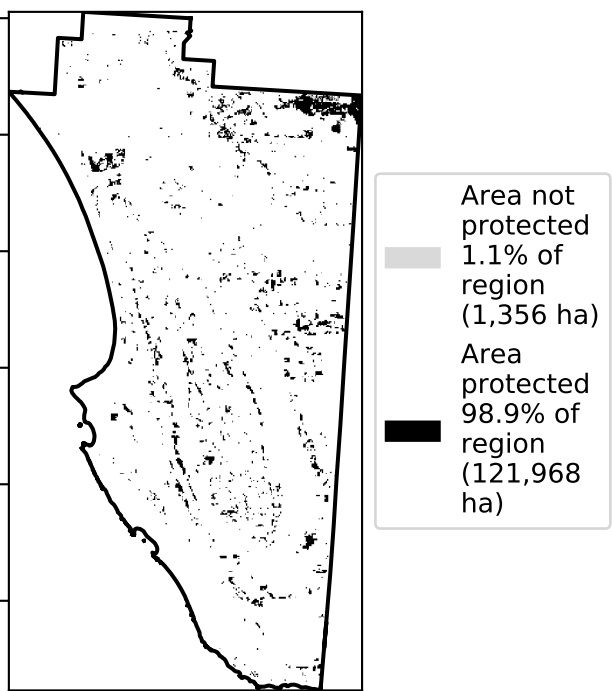 Area not
protected
1.1% of
region
(1,356 ha)
Area
protected
98.9% of
region
(121,968
ha)